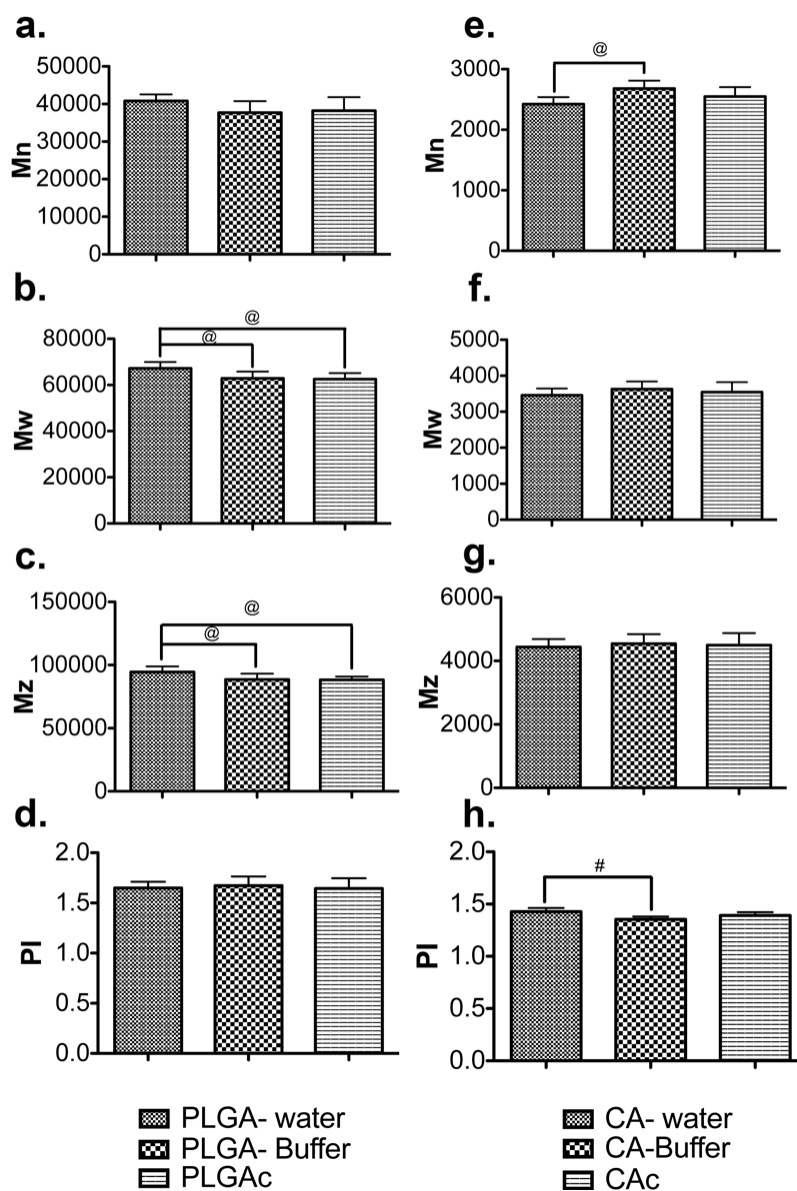 a.
50000
40000
30000
20000
10000
0
Mn
b.
80000
60000
40000
20000
0
Mw
@
@
c.
150000
100000
50000
0
Mz
@
@
d.
2.0
1.5
1.0
0.5
0.0
PI
PLGA- water
PLGA- Buffer
PLGAc
e.
3000
2000
1000
0
Mn
@
f.
5000
4000
3000
2000
1000
0
Mw
g.
6000
4000
2000
0
Mz
h.
2.0
1.5
1.0
0.5
0.0
PI
#
CA- water
CA-Buffer
CAc